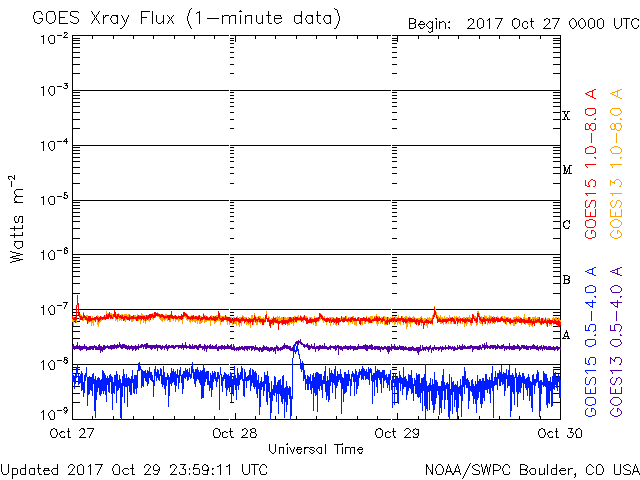 GOES Xray Flux (1-minute data)
Begin: 2017 Oct 27 0000 UTC
10⁻²
10⁻³
10⁻⁴
10⁻⁵
10⁻⁶
10⁻⁷
10⁻⁸
10⁻⁹
Watts m⁻²
X
M
C
B
A
GOES15 1.0-8.0 A
GOES13 1.0-8.0 A
GOES15 0.5-4.0 A
GOES13 0.5-4.0 A
Oct 27 Oct 28 Oct 29 Oct 30
Universal Time
Updated 2017 Oct 29 23:59:11 UTC
NOAA/SWPC Boulder, CO USA